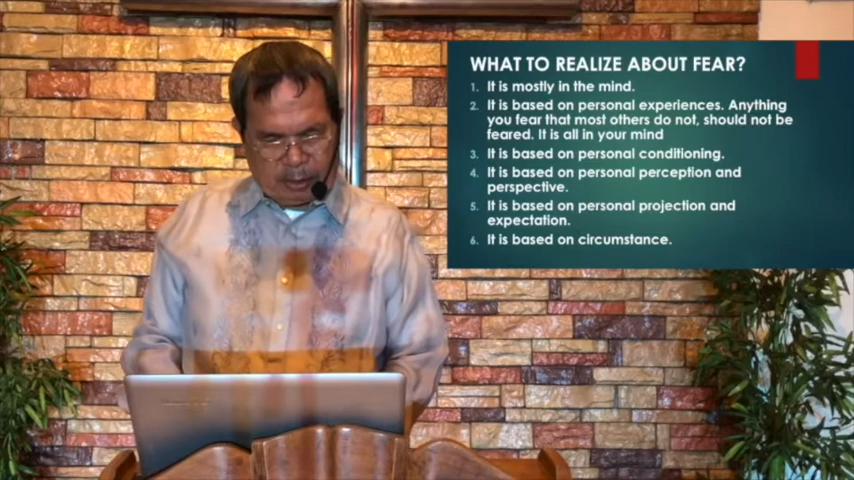 WHAT TO REALIZE ABOUT FEAR?
1. It is mostly in the mind.
2. It is based on personal experiences. Anything
you fear that most others do not, should not be
feared. It is all in your mind
3. It is based on personal conditioning.
4. It is based on personal perception and
perspective.
5. It is based on personal projection and
expectation.
6. It is based on circumstance.